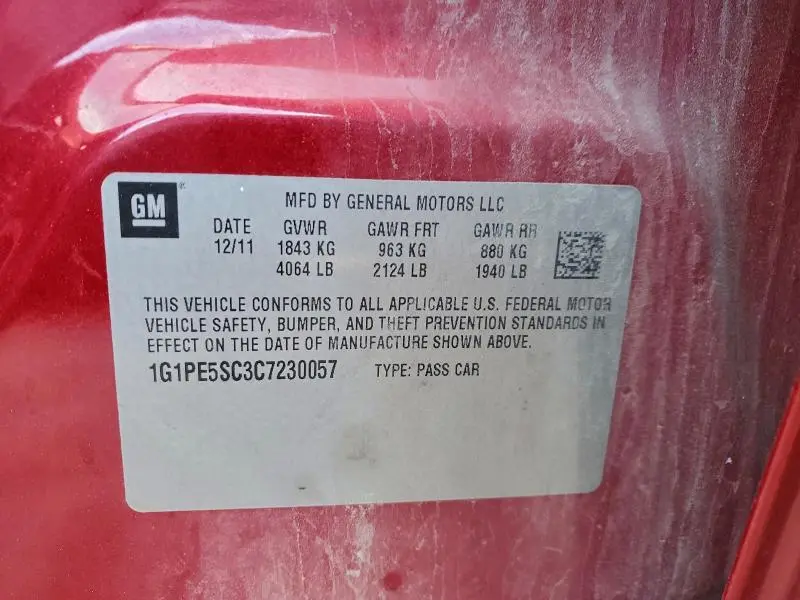 GM®
MFD BY GENERAL MOTORS LLC
DATE GVWR GAWR FRT GAWR RR
12/11 1843 KG 963 KG 880 KG
4064 LB 2124 LB 1940 LB
THIS VEHICLE CONFORMS TO ALL APPLICABLE U.S. FEDERAL MOTOR
VEHICLE SAFETY, BUMPER, AND THEFT PREVENTION STANDARDS IN
EFFECT ON THE DATE OF MANUFACTURE SHOWN ABOVE.
1G1PE5SC3C7230057 TYPE: PASS CAR